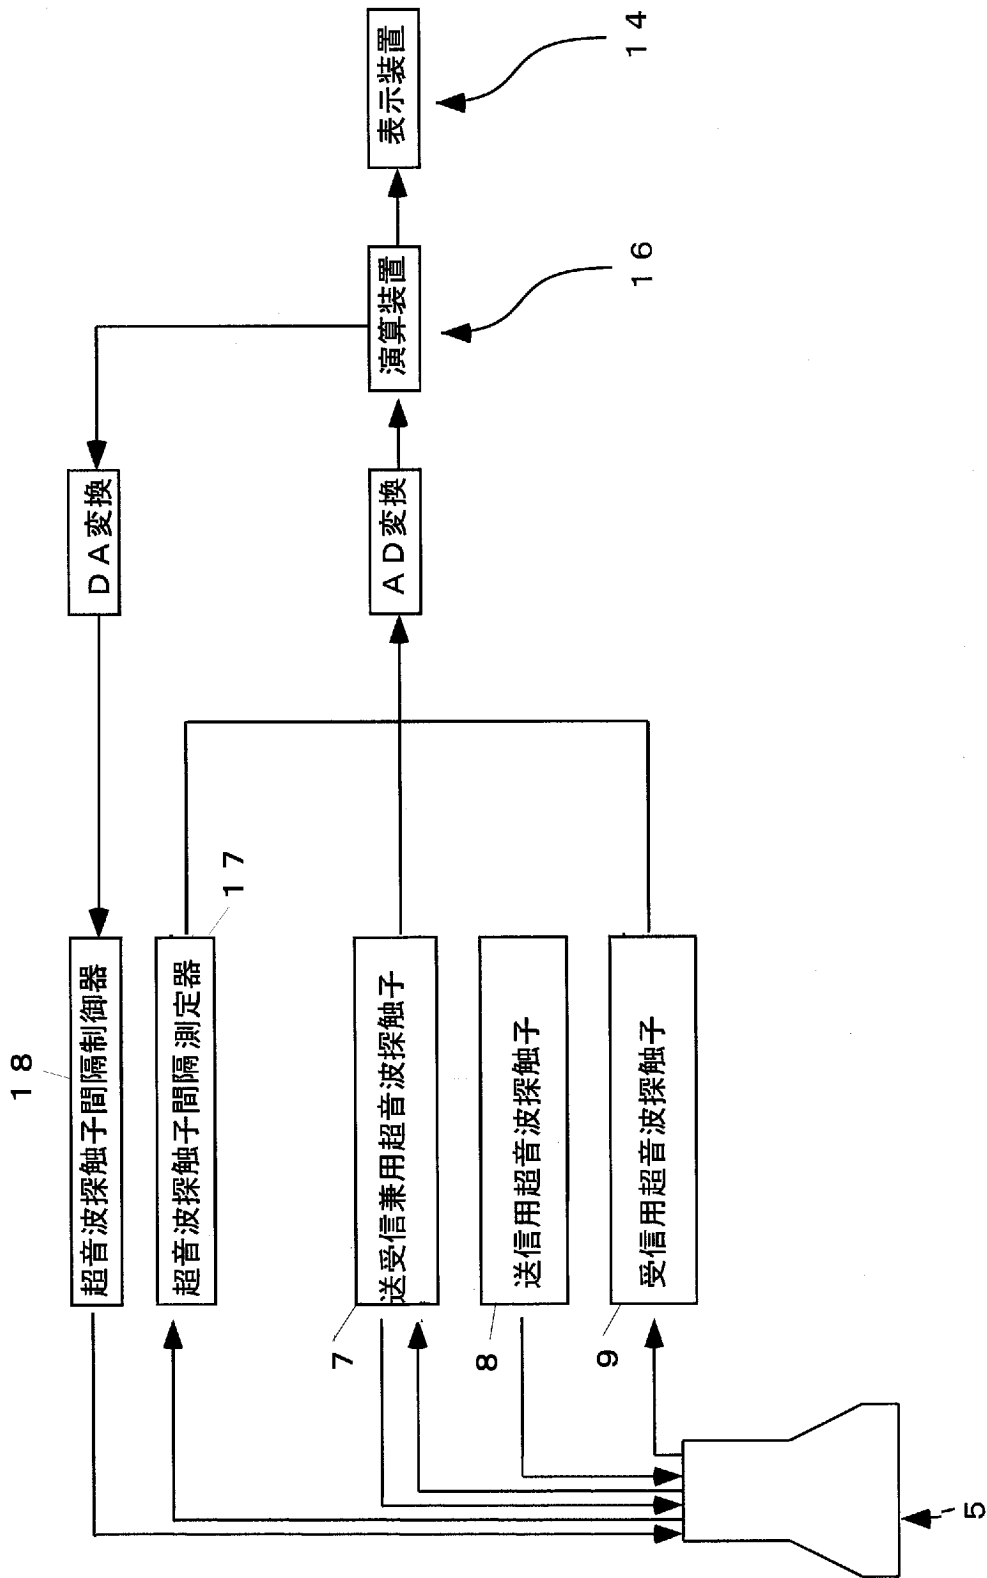 18
超音波探触子間隔制御器
DA変換
超音波探触子間隔測定器
17
7
送受信兼用超音波探触子
AD変換
演算装置
16
表示装置
14
8
送信用超音波探触子
9
受信用超音波探触子
5